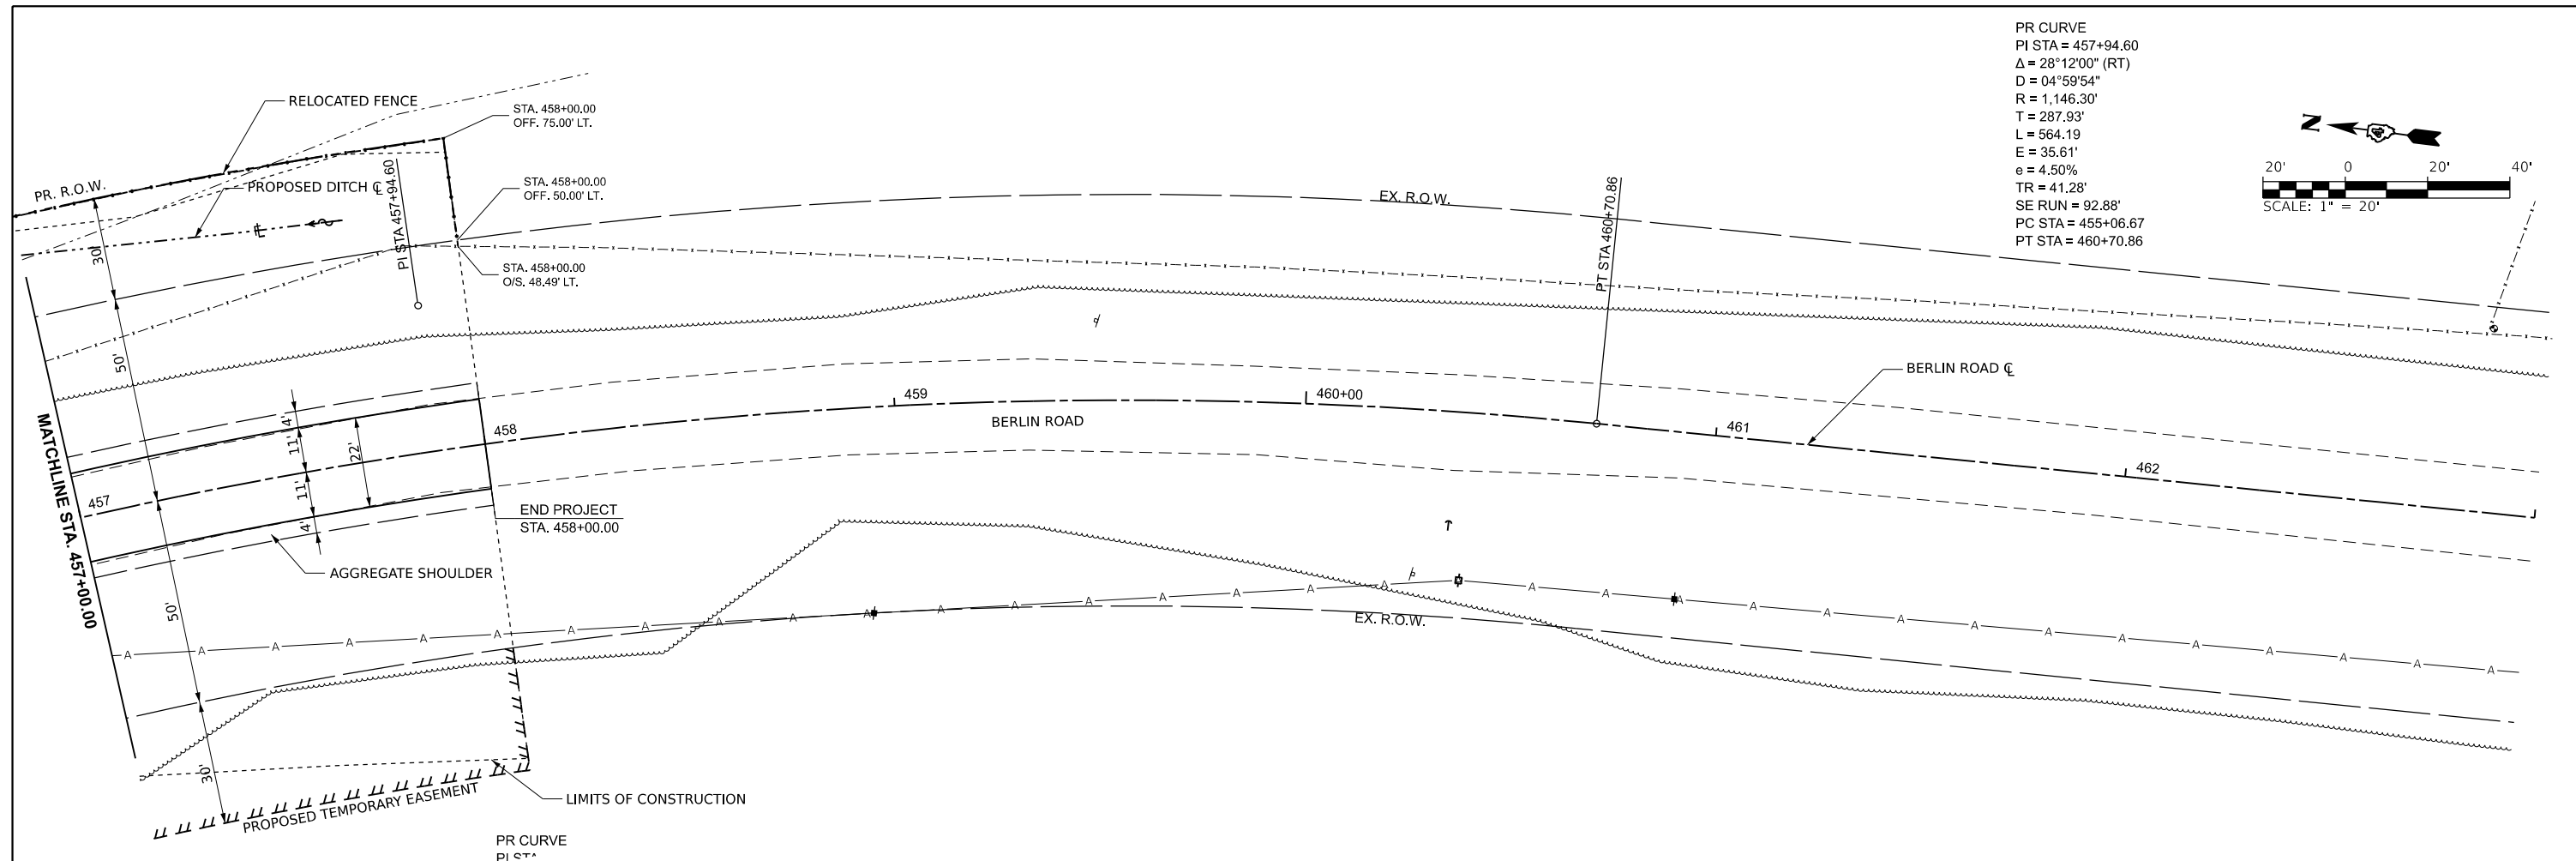 PR CURVE
PI STA = 457+94.60
Δ = 28°12'00" (RT)
D = 04°59'54"
R = 1,146.30'
T = 287.93'
L = 564.19
E = 35.61'
e = 4.50%
TR = 41.28'
SE RUN = 92.88'
PC STA = 455+06.67
PT STA = 460+70.86
N
20' 0 20' 40'
SCALE: 1" = 20'
RELOCATED FENCE
STA. 458+00.00
OFF. 75.00' LT.
PR. R.O.W.
PROPOSED DITCH ℄
PI STA 457+94.60
STA. 458+00.00
OFF. 50.00' LT.
STA. 458+00.00
O/S. 48.49' LT.
EX. R.O.W.
PT STA 460+70.86
30'
50'
4'
11'
22'
11'
4'
50'
30'
MATCHLINE STA. 457+00.00
457
458
459
460+00
461
462
BERLIN ROAD
BERLIN ROAD ℄
END PROJECT
STA. 458+00.00
AGGREGATE SHOULDER
A A A A A A A A A A A A A A A A A A A A A A A A A A A A A A A A A
EX. R.O.W.
LIMITS OF CONSTRUCTION
PROPOSED TEMPORARY EASEMENT
PR CURVE